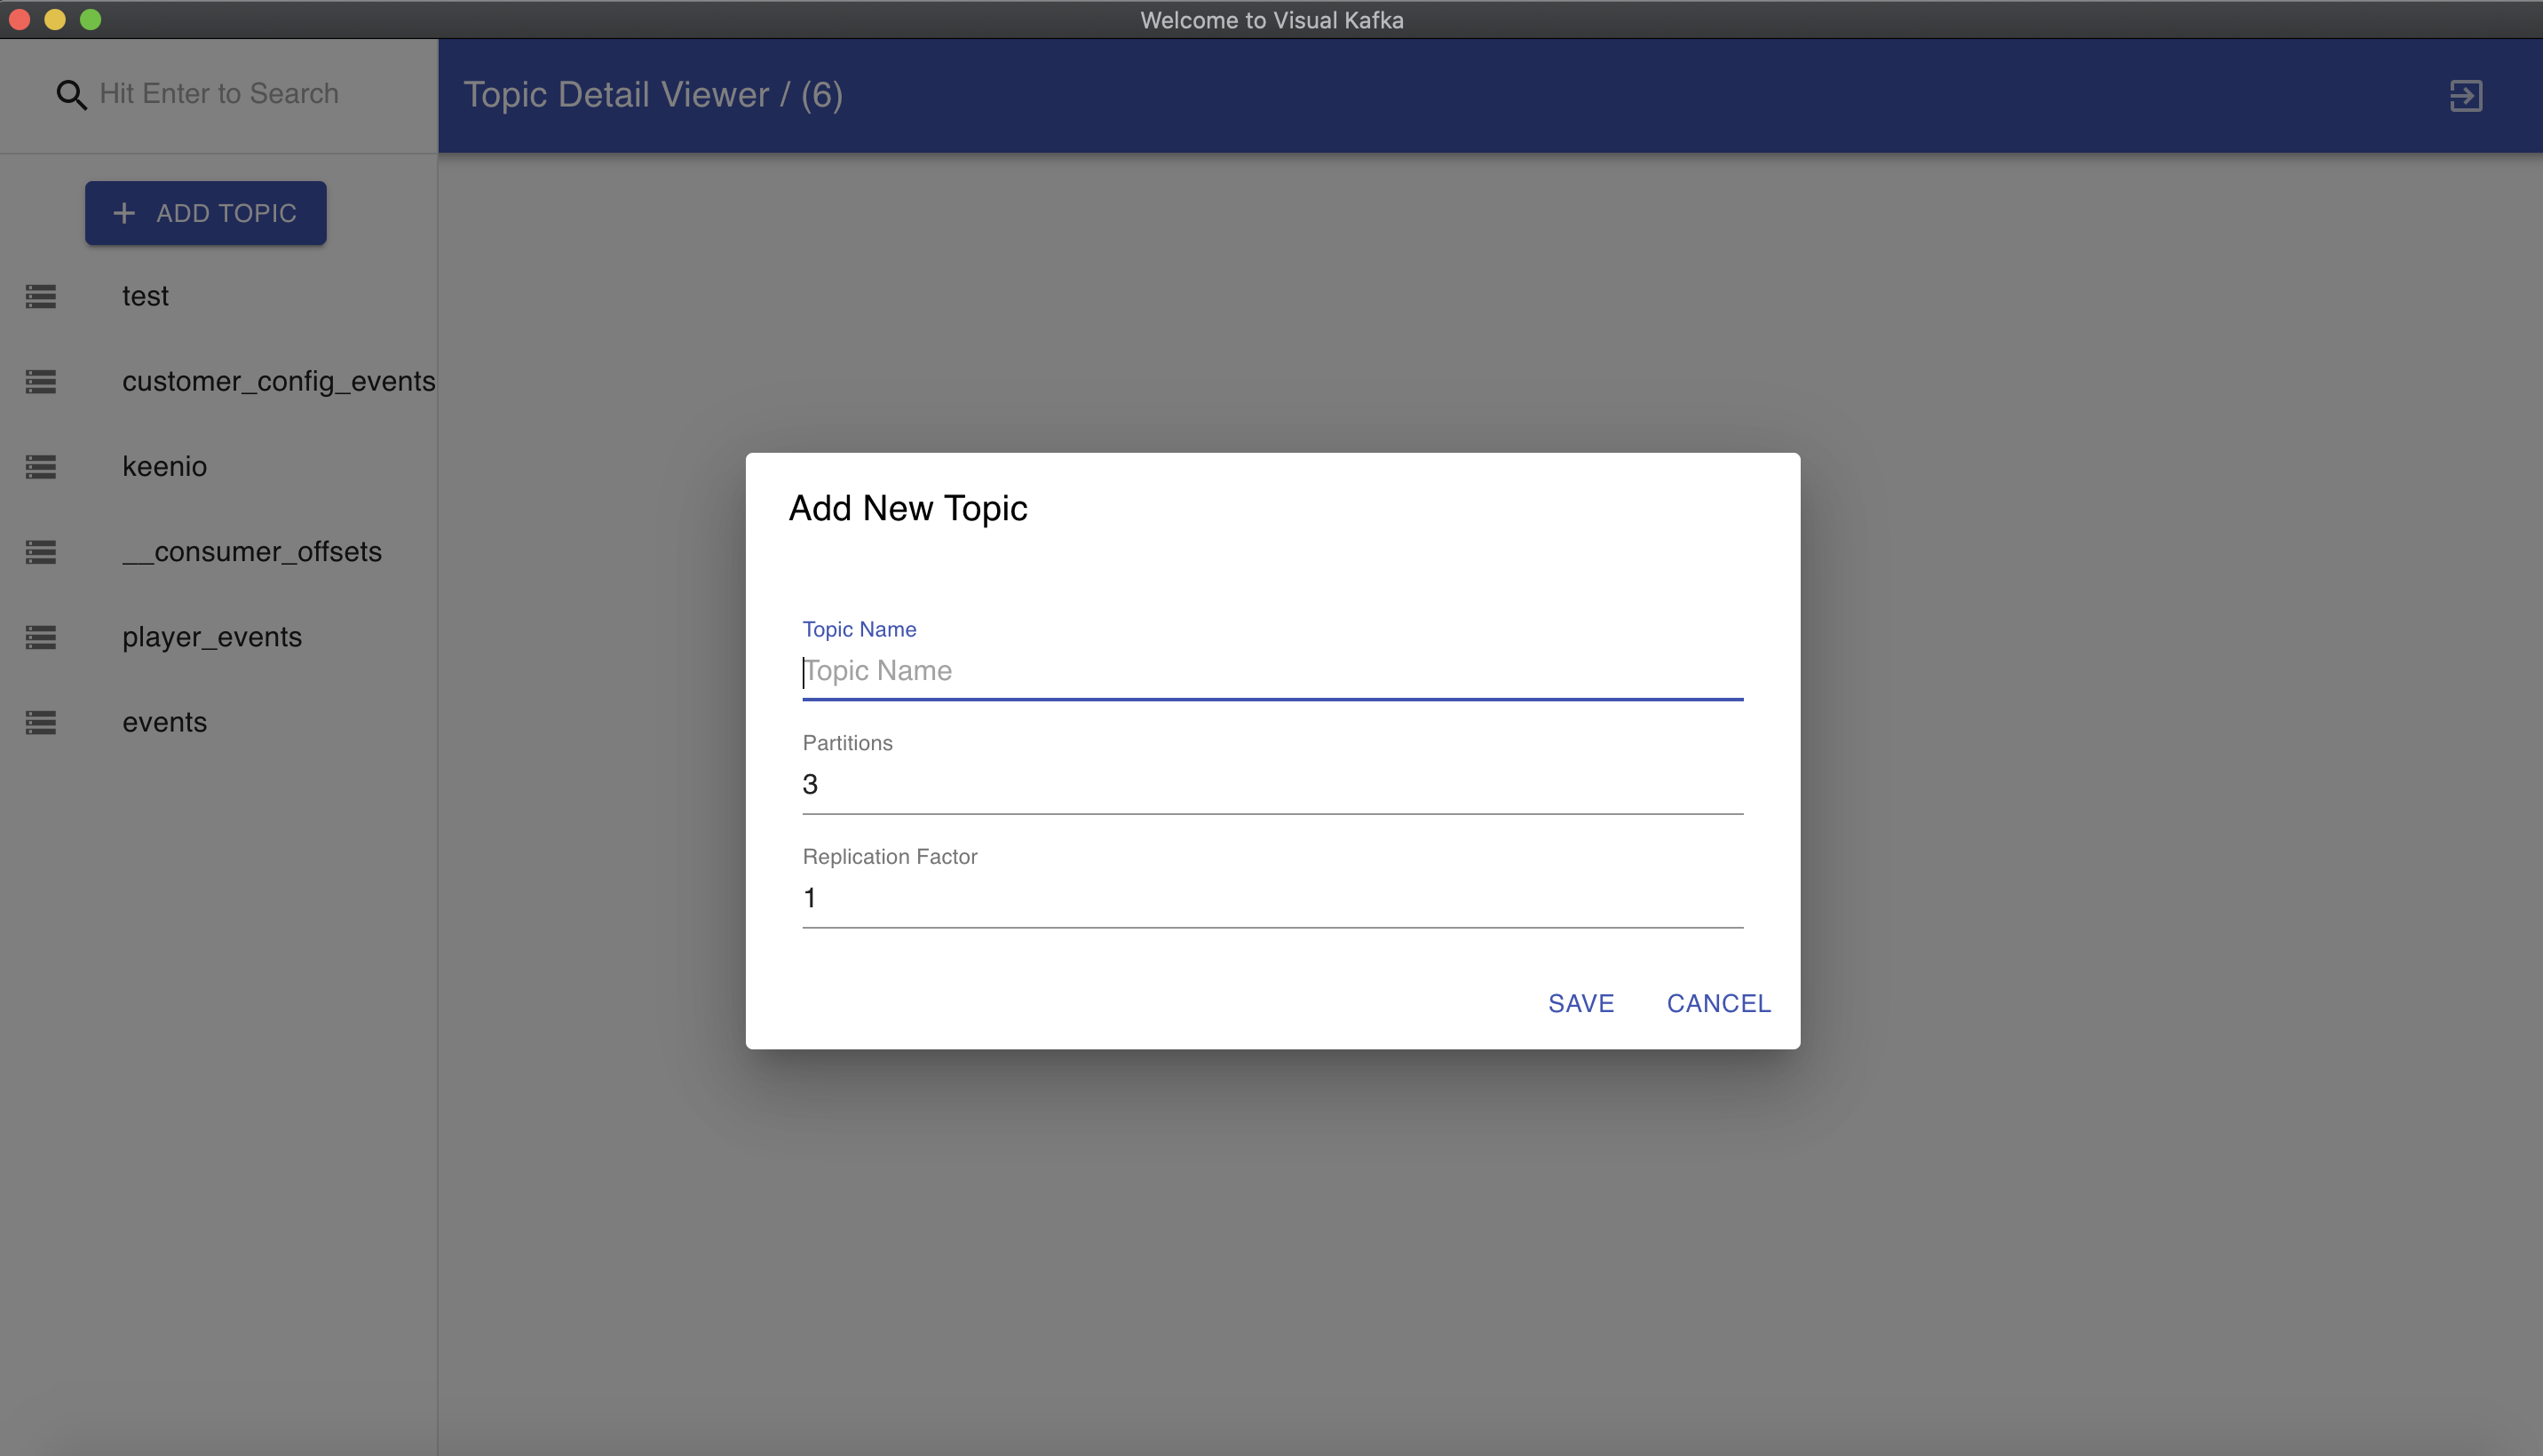 Welcome to Visual Kafka
Hit Enter to Search
Topic Detail Viewer / (6)
ADD TOPIC
test
customer_config_events
keenio
__consumer_offsets
player_events
events
Add New Topic
Topic Name
Topic Name
Partitions
3
Replication Factor
1
SAVE CANCEL